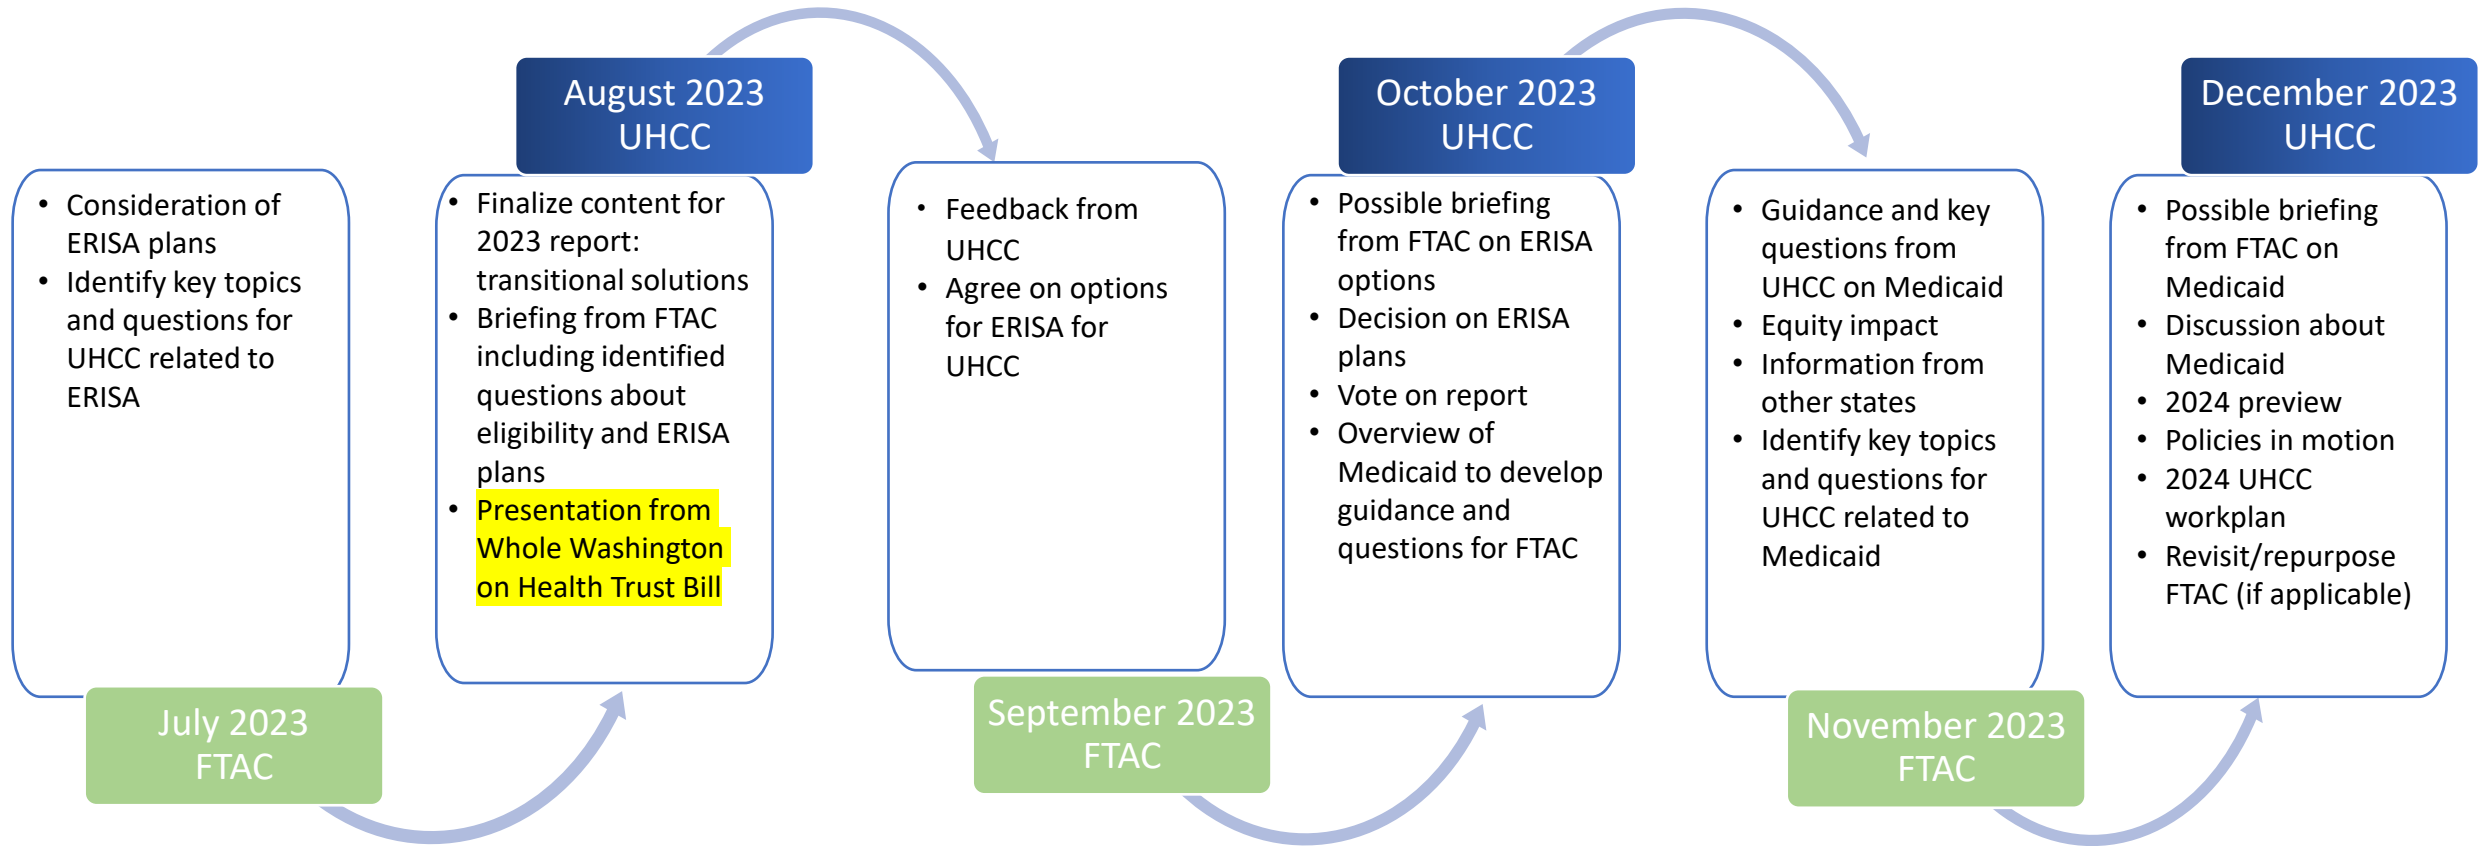 • Consideration of
ERISA plans
• Identify key topics
and questions for
UHCC related to
ERISA
July 2023
FTAC
August 2023
UHCC
• Finalize content for
2023 report:
transitional solutions
• Briefing from FTAC
including identified
questions about
eligibility and ERISA
plans
• Presentation from
Whole Washington
on Health Trust Bill
• Feedback from
UHCC
• Agree on options
for ERISA for
UHCC
September 2023
FTAC
October 2023
UHCC
• Possible briefing
from FTAC on ERISA
options
• Decision on ERISA
plans
• Vote on report
• Overview of
Medicaid to develop
guidance and
questions for FTAC
• Guidance and key
questions from
UHCC on Medicaid
• Equity impact
• Information from
other states
• Identify key topics
and questions for
UHCC related to
Medicaid
November 2023
FTAC
December 2023
UHCC
• Possible briefing
from FTAC on
Medicaid
• Discussion about
Medicaid
• 2024 preview
• Policies in motion
• 2024 UHCC
workplan
• Revisit/repurpose
FTAC (if applicable)